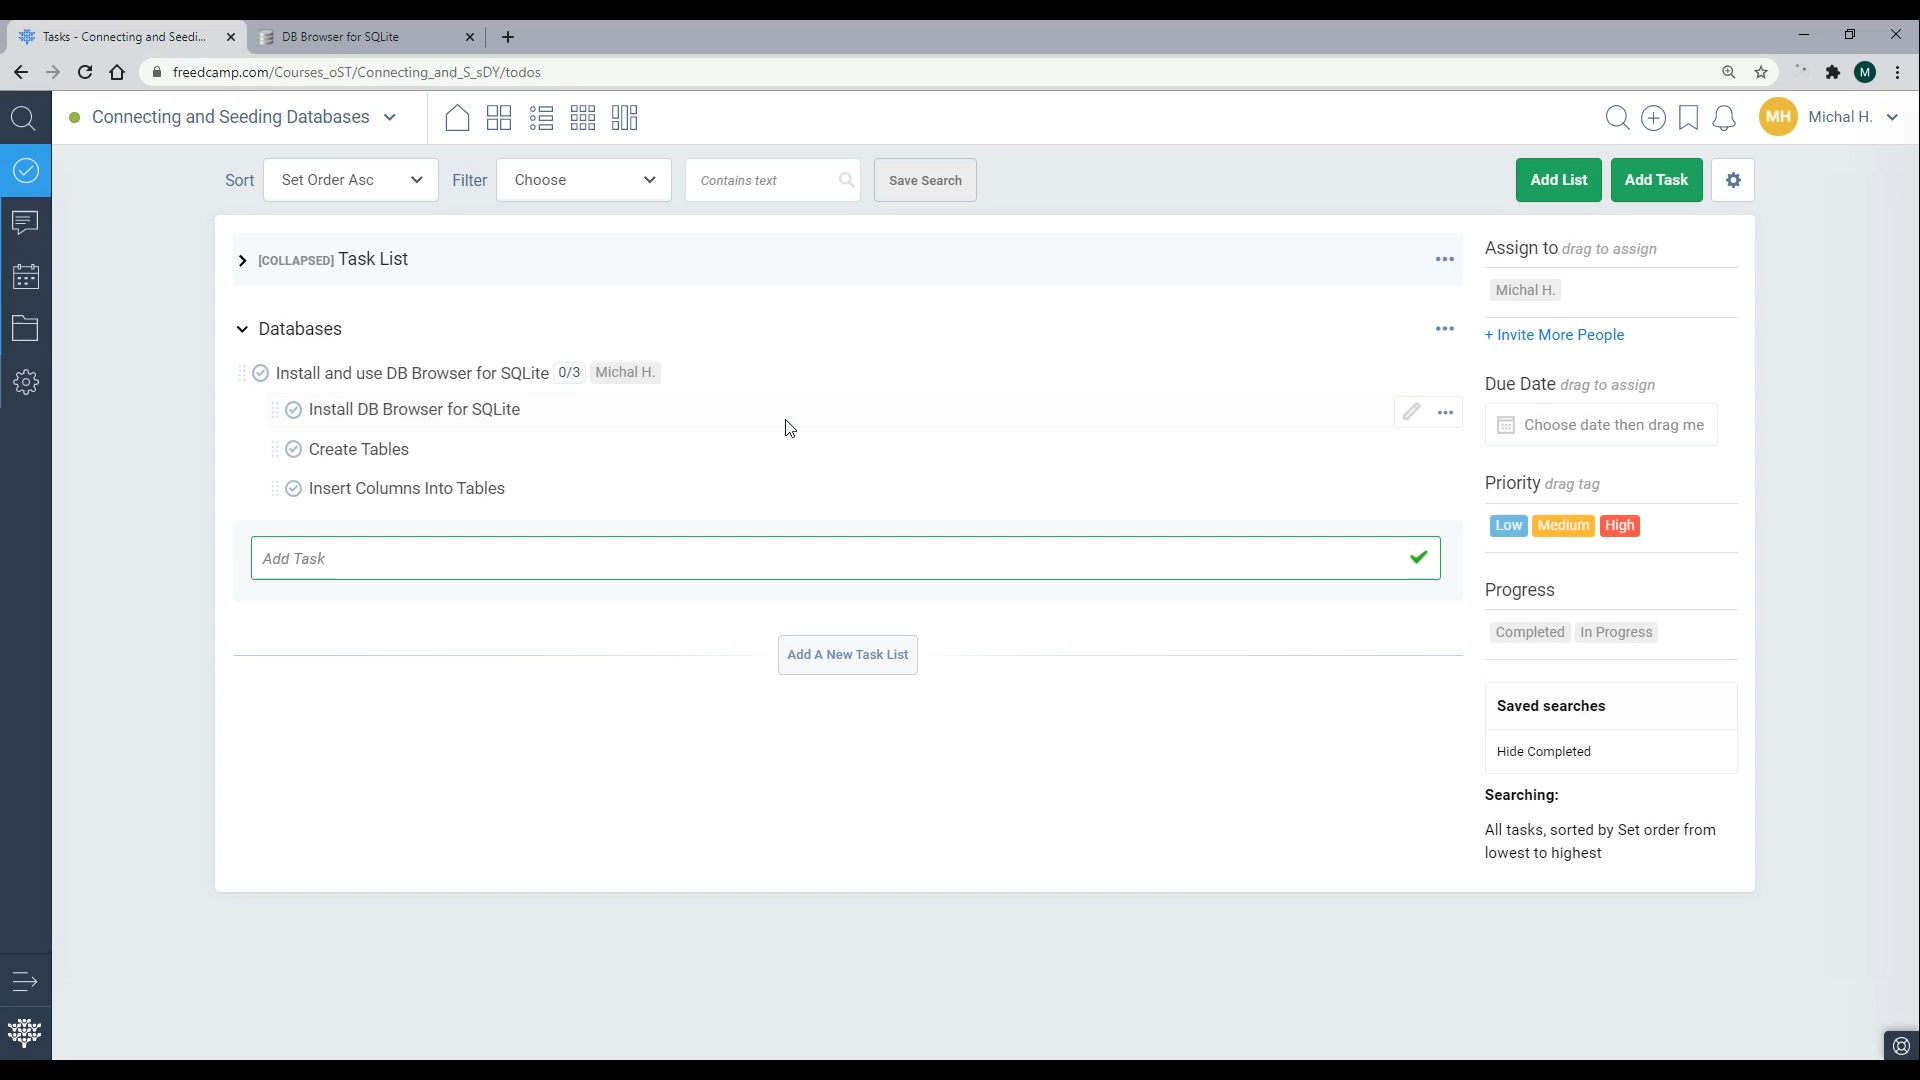 Tasks - Connecting and Seedi...
DB Browser for SQLite
freedcamp.com/Courses_oST/Connecting_and_S_sDY/todos
M
Connecting and Seeding Databases
MH
Michal H.
Sort
Set Order Asc
Filter
Choose
Contains text
Save Search
Add List
Add Task
[COLLAPSED] Task List
Databases
Install and use DB Browser for SQLite 0/3 Michal H.
Install DB Browser for SQLite
Create Tables
Insert Columns Into Tables
Add Task
Add A New Task List
Assign to drag to assign
Michal H.
+ Invite More People
Due Date drag to assign
Choose date then drag me
Priority drag tag
Low Medium High
Progress
Completed In Progress
Saved searches
Hide Completed
Searching:
All tasks, sorted by Set order from
lowest to highest